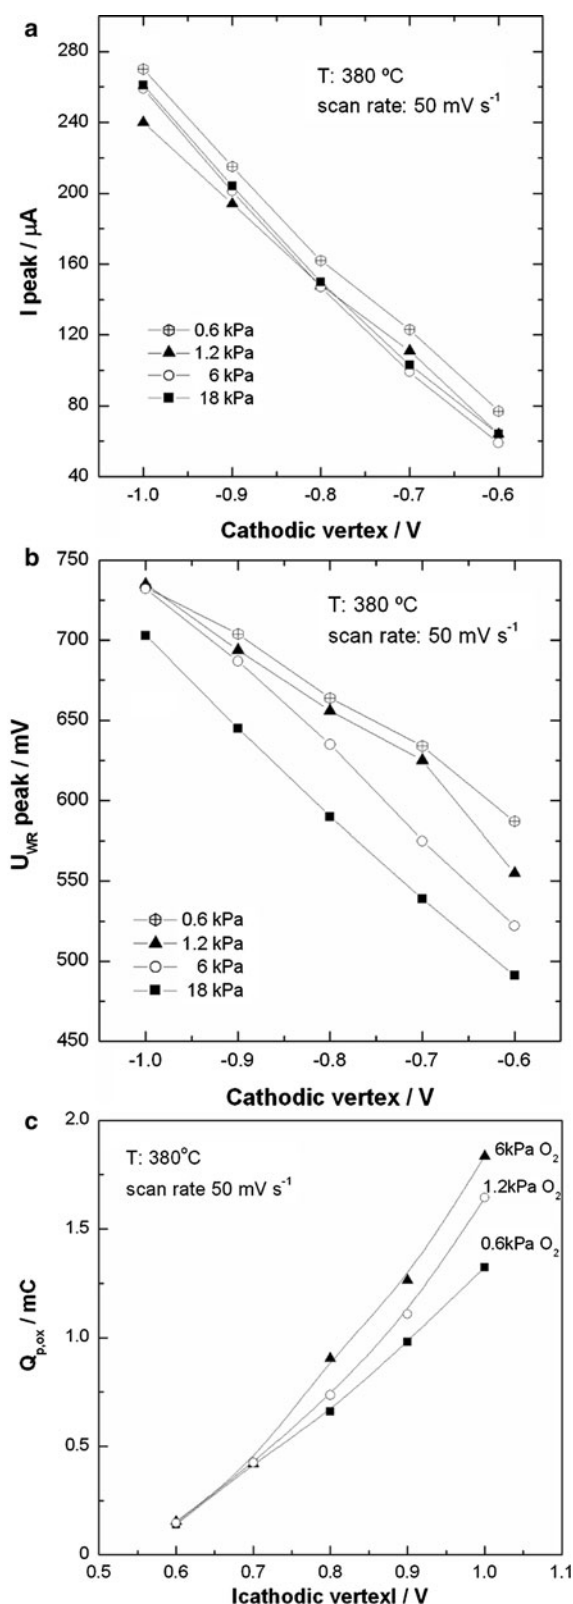 a
280
240
200
160
120
80
40
I peak / µA
T: 380 ºC
scan rate: 50 mV s⁻¹
0.6 kPa
1.2 kPa
6 kPa
18 kPa
-1.0 -0.9 -0.8 -0.7 -0.6
Cathodic vertex / V
b
750
700
650
600
550
500
450
U_WR peak / mV
T: 380 ºC
scan rate: 50 mV s⁻¹
0.6 kPa
1.2 kPa
6 kPa
18 kPa
-1.0 -0.9 -0.8 -0.7 -0.6
Cathodic vertex / V
c
2.0
1.5
1.0
0.5
0
Q_p,ox / mC
T: 380°C
scan rate 50 mV s⁻¹
6kPa O₂
1.2kPa O₂
0.6kPa O₂
0.5 0.6 0.7 0.8 0.9 1.0 1.1
Icathodic vertexI / V